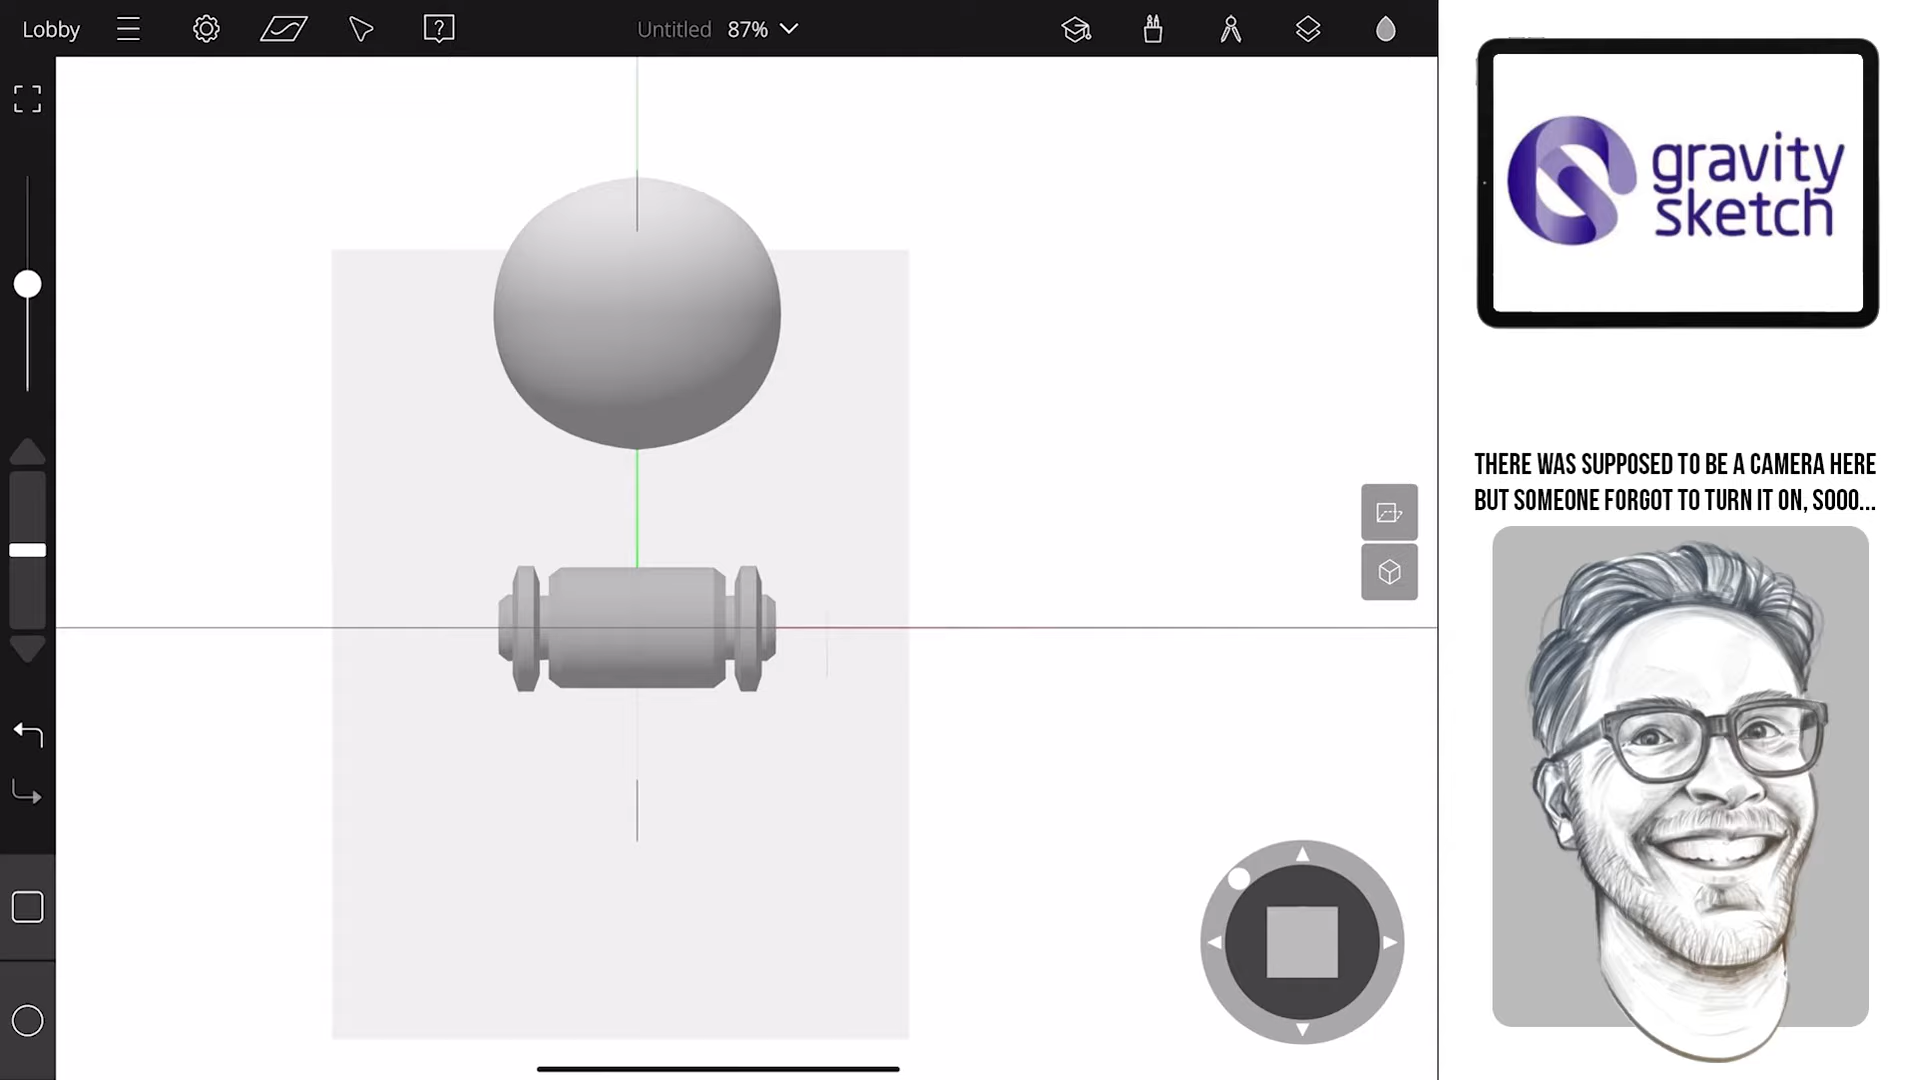 Lobby
?
Untitled 87%
gravity
sketch
THERE WAS SUPPOSED TO BE A CAMERA HERE
BUT SOMEONE FORGOT TO TURN IT ON, SOOO...